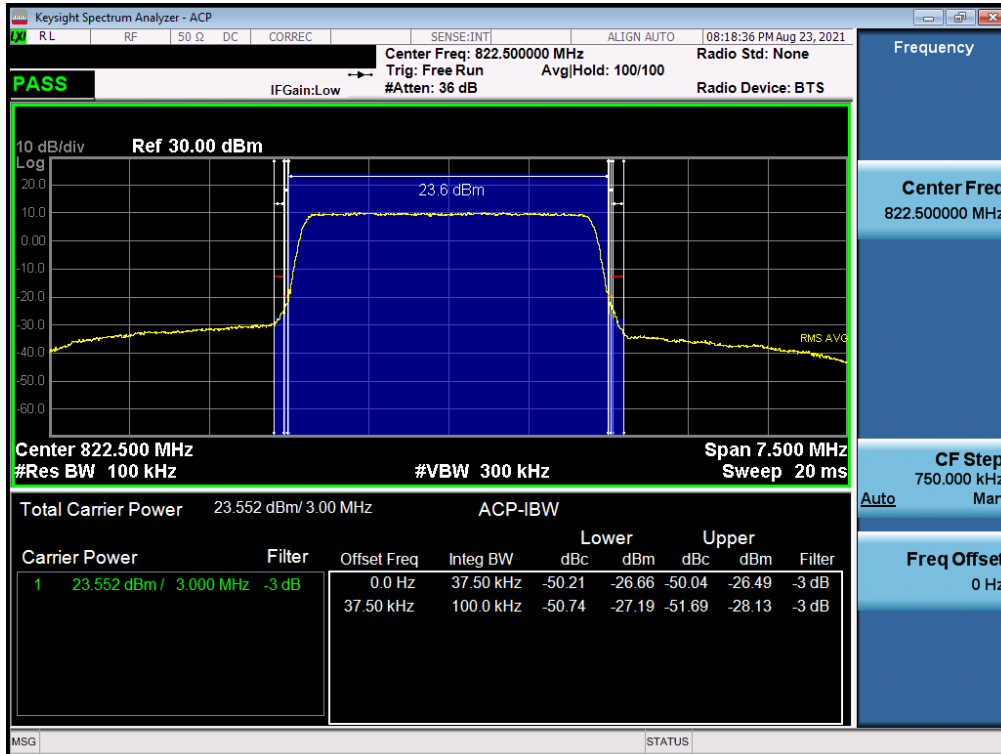 Keysight Spectrum Analyzer - ACP
LXI RL RF 50 Ω DC CORREC SENSE:INT ALIGN AUTO 08:18:36 PM Aug 23, 2021
Center Freq: 822.500000 MHz Radio Std: None
Trig: Free Run Avg|Hold: 100/100
PASS IFGain:Low #Atten: 36 dB Radio Device: BTS
10 dB/div Ref 30.00 dBm
Log
20.0
23.6 dBm
10.0
0.00
-10.0
-20.0
-30.0
RMS AVG
-40.0
-50.0
-60.0
Center 822.500 MHz Span 7.500 MHz
#Res BW 100 kHz #VBW 300 kHz Sweep 20 ms
Total Carrier Power 23.552 dBm/ 3.00 MHz ACP-IBW
Lower Upper
Carrier Power Filter Offset Freq Integ BW dBc dBm dBc dBm Filter
1 23.552 dBm / 3.000 MHz -3 dB 0.0 Hz 37.50 kHz -50.21 -26.66 -50.04 -26.49 -3 dB
37.50 kHz 100.0 kHz -50.74 -27.19 -51.69 -28.13 -3 dB
MSG STATUS
Frequency
Center Freq
822.500000 MHz
CF Step
750.000 kHz
Auto Man
Freq Offset
0 Hz